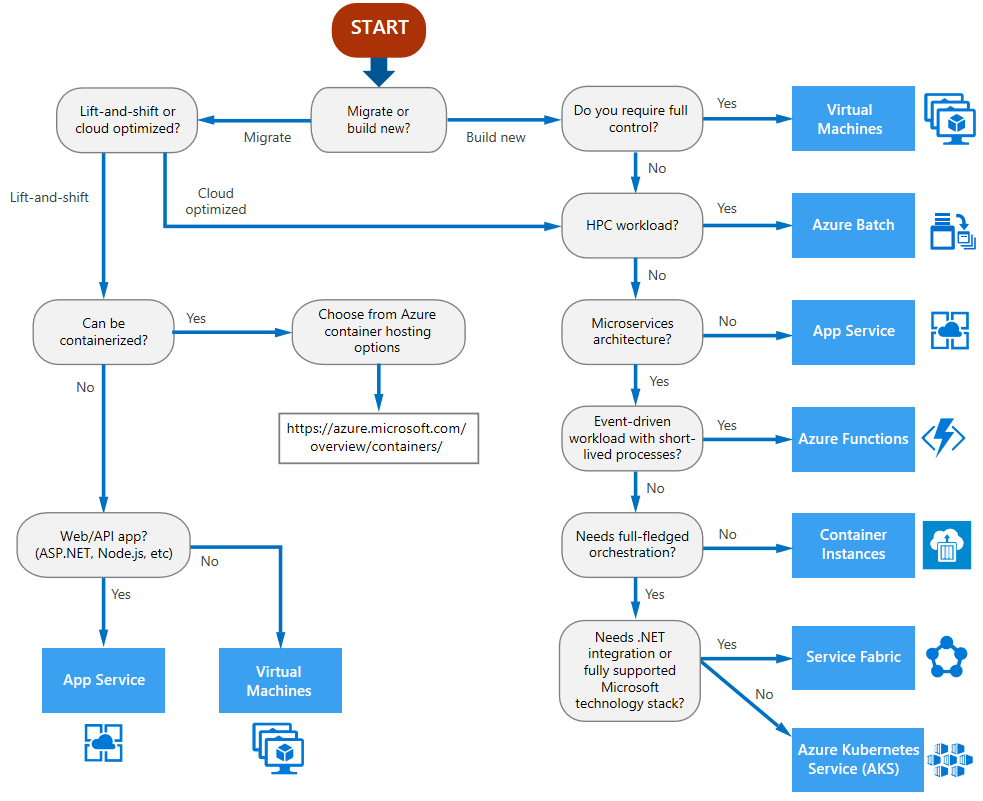 START
Lift-and-shift or
cloud optimized?
Migrate or
build new?
Do you require full
control?
Yes
Virtual
Machines
Migrate
Build new
No
Lift-and-shift
Cloud
optimized
HPC workload?
Yes
Azure Batch
No
Can be
containerized?
Yes
Choose from Azure
container hosting
options
Microservices
architecture?
No
App Service
No
Yes
https://azure.microsoft.com/
overview/containers/
Event-driven
workload with short-
lived processes?
Yes
Azure Functions
No
Web/API app?
(ASP.NET, Node.js, etc)
No
Needs full-fledged
orchestration?
No
Container
Instances
Yes
Yes
App Service
Virtual
Machines
Needs .NET
integration or
fully supported
Microsoft
technology stack?
Yes
Service Fabric
No
Azure Kubernetes
Service (AKS)